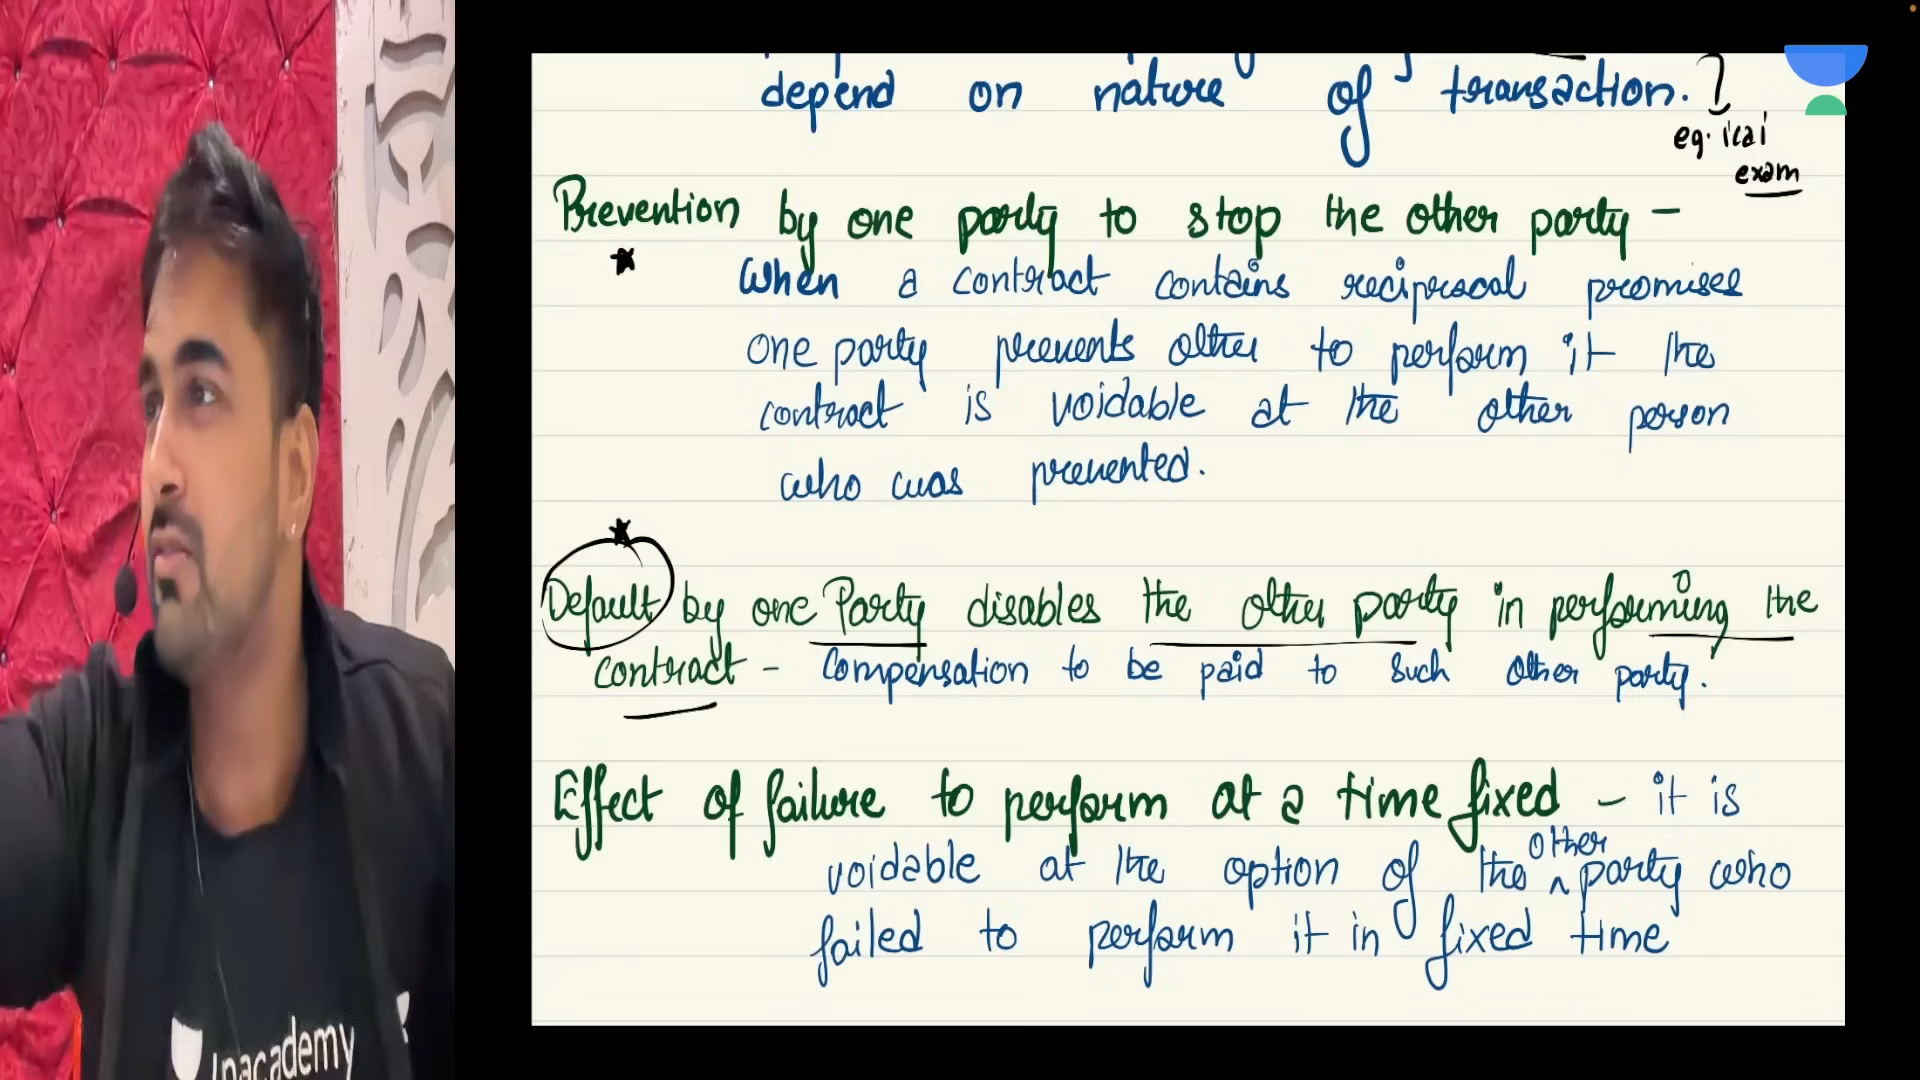 depend on nature of transaction.
eg. icai
exam
Prevention by one party to stop the other party -
when a contract contains reciprocal promises
one party prevents other to perform it the
contract is voidable at the other person
who was prevented.
Default by one Party disables the other party in performing the
contract - Compensation to be paid to such other party.
Effect of failure to perform at a time fixed - it is
other
voidable at the option of the ^ party who
failed to perform it in fixed time
unacademy